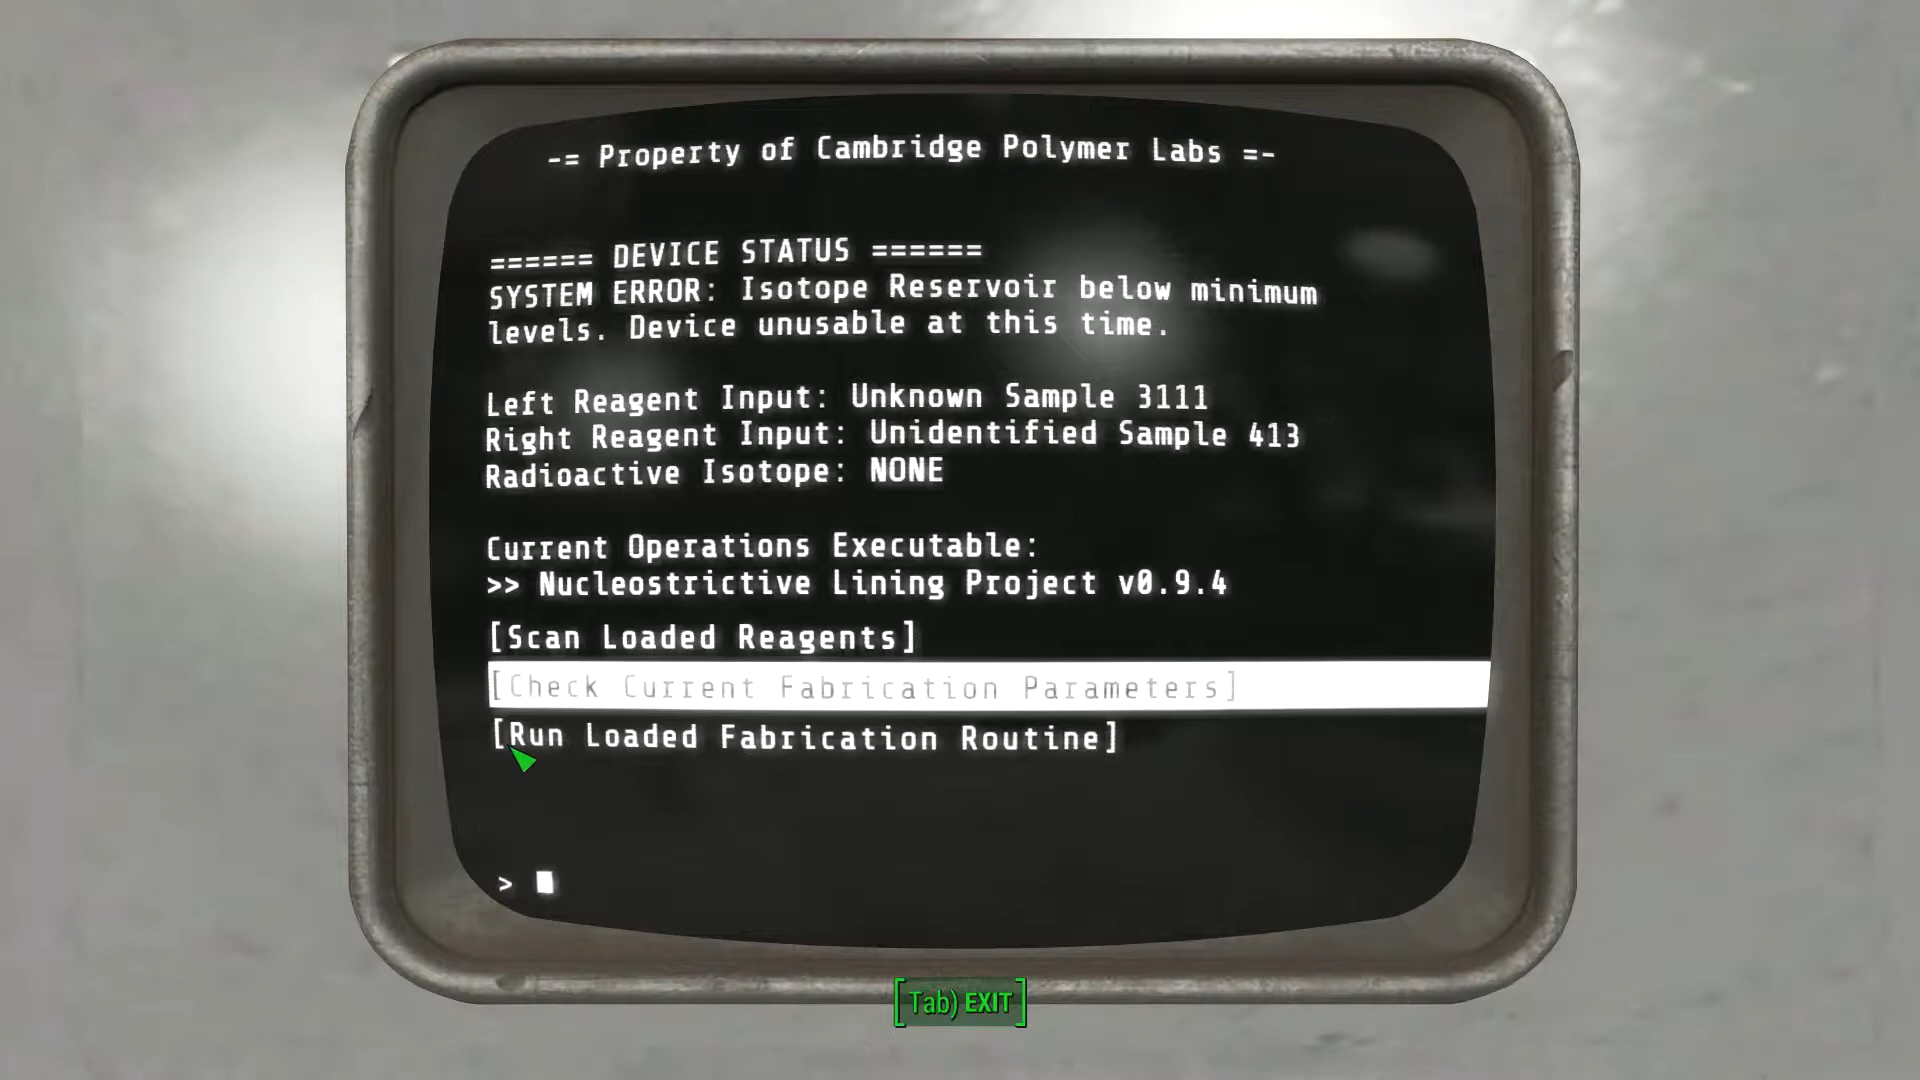 -= Property of Cambridge Polymer Labs =-
====== DEVICE STATUS ======
SYSTEM ERROR: Isotope Reservoir below minimum
levels. Device unusable at this time.
Left Reagent Input: Unknown Sample 3111
Right Reagent Input: Unidentified Sample 413
Radioactive Isotope: NONE
Current Operations Executable:
>> Nucleostrictive Lining Project v0.9.4
[Scan Loaded Reagents]
[Check Current Fabrication Parameters]
[Run Loaded Fabrication Routine]
>
[Tab) EXIT]